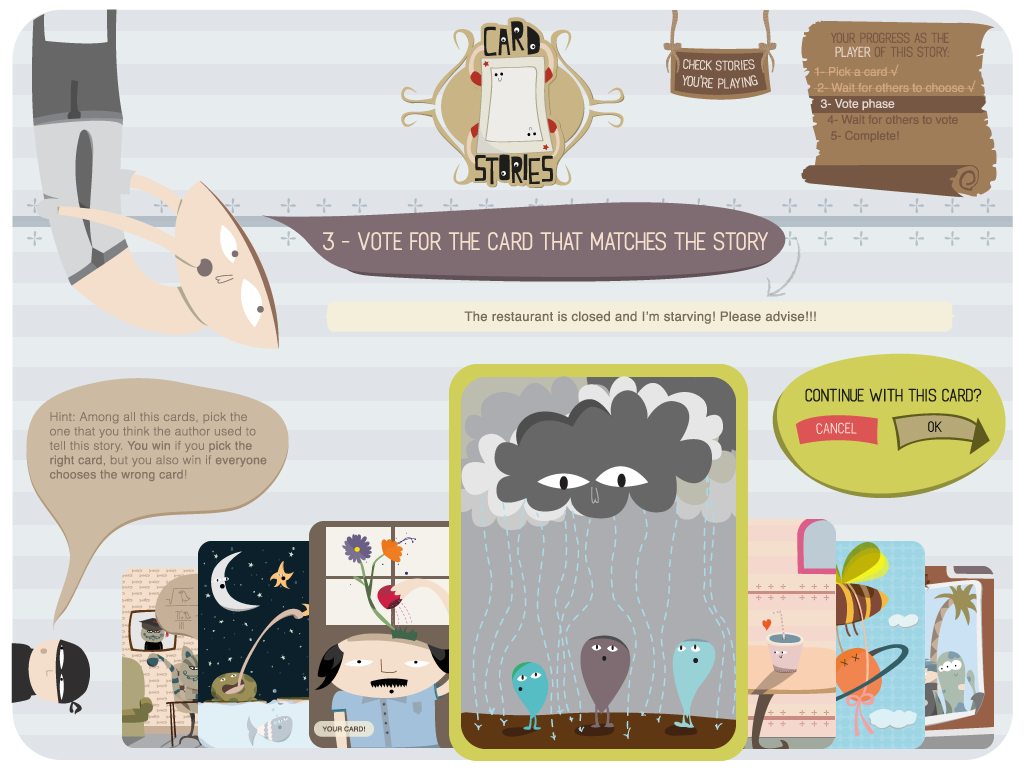 CARD
STORIES
CHECK STORIES
YOU'RE PLAYING
YOUR PROGRESS AS THE
PLAYER OF THIS STORY:
1- Pick a card √
2- Wait for others to choose √
3- Vote phase
4- Wait for others to vote
5- Complete!
3 - VOTE FOR THE CARD THAT MATCHES THE STORY
The restaurant is closed and I'm starving! Please advise!!!
Hint: Among all this cards, pick the
one that you think the author used to
tell this story. You win if you pick the
right card, but you also win if everyone
chooses the wrong card!
CONTINUE WITH THIS CARD?
CANCEL
OK
YOUR CARD!